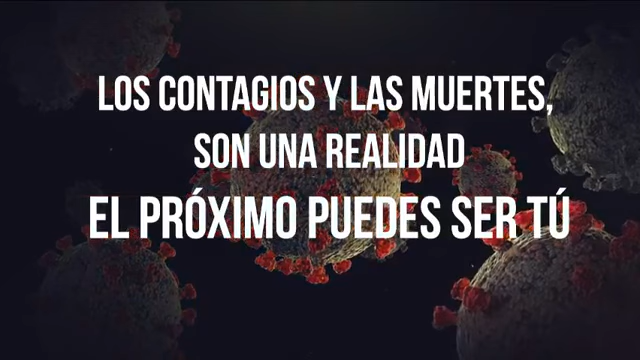 LOS CONTAGIOS Y LAS MUERTES,
SON UNA REALIDAD
EL PRÓXIMO PUEDES SER TÚ